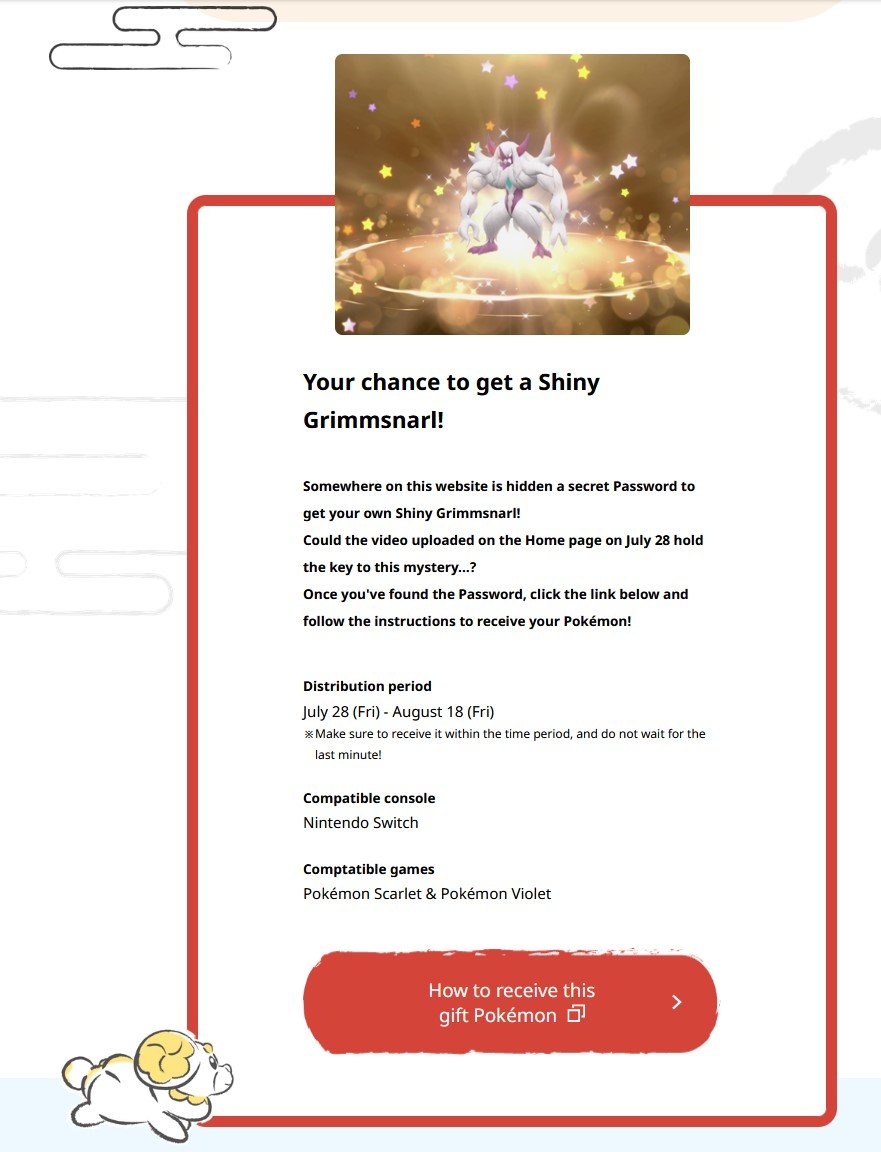 Your chance to get a Shiny
Grimmsnarl!
Somewhere on this website is hidden a secret Password to
get your own Shiny Grimmsnarl!
Could the video uploaded on the Home page on July 28 hold
the key to this mystery...?
Once you've found the Password, click the link below and
follow the instructions to receive your Pokémon!
Distribution period
July 28 (Fri) - August 18 (Fri)
※Make sure to receive it within the time period, and do not wait for the
last minute!
Compatible console
Nintendo Switch
Comptatible games
Pokémon Scarlet & Pokémon Violet
How to receive this
gift Pokémon